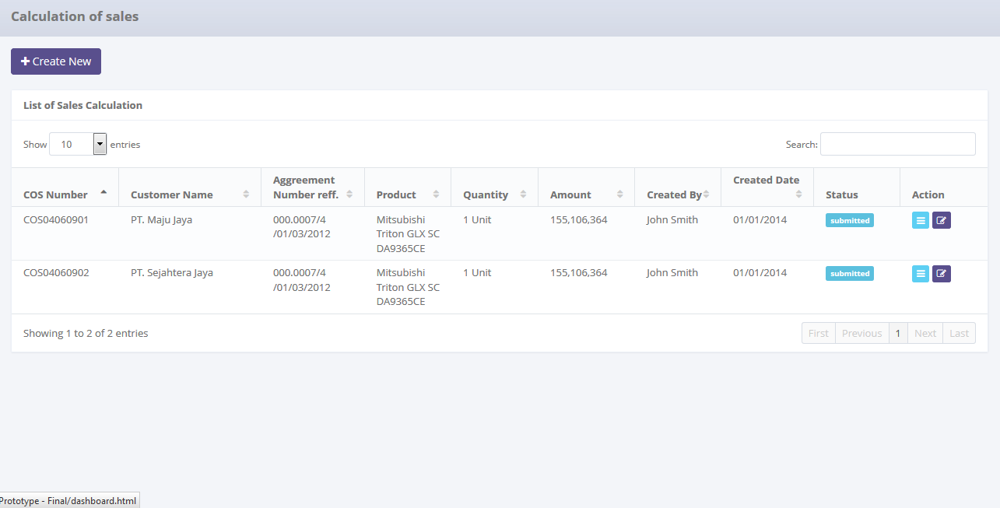 Calculation of sales
Create New
List of Sales Calculation
Show 10 entries Search:
COS Number Customer Name Aggreement Number reff. Product Quantity Amount Created By Created Date Status Action
COS04060901 PT. Maju Jaya 000.0007/4 Mitsubishi 1 Unit 155,106,364 John Smith 01/01/2014 submitted
/01/03/2012 Triton GLX SC
DA9365CE
COS04060902 PT. Sejahtera Jaya 000.0007/4 Mitsubishi 1 Unit 155,106,364 John Smith 01/01/2014 submitted
/01/03/2012 Triton GLX SC
DA9365CE
Showing 1 to 2 of 2 entries First Previous 1 Next Last
Prototype - Final/dashboard.html